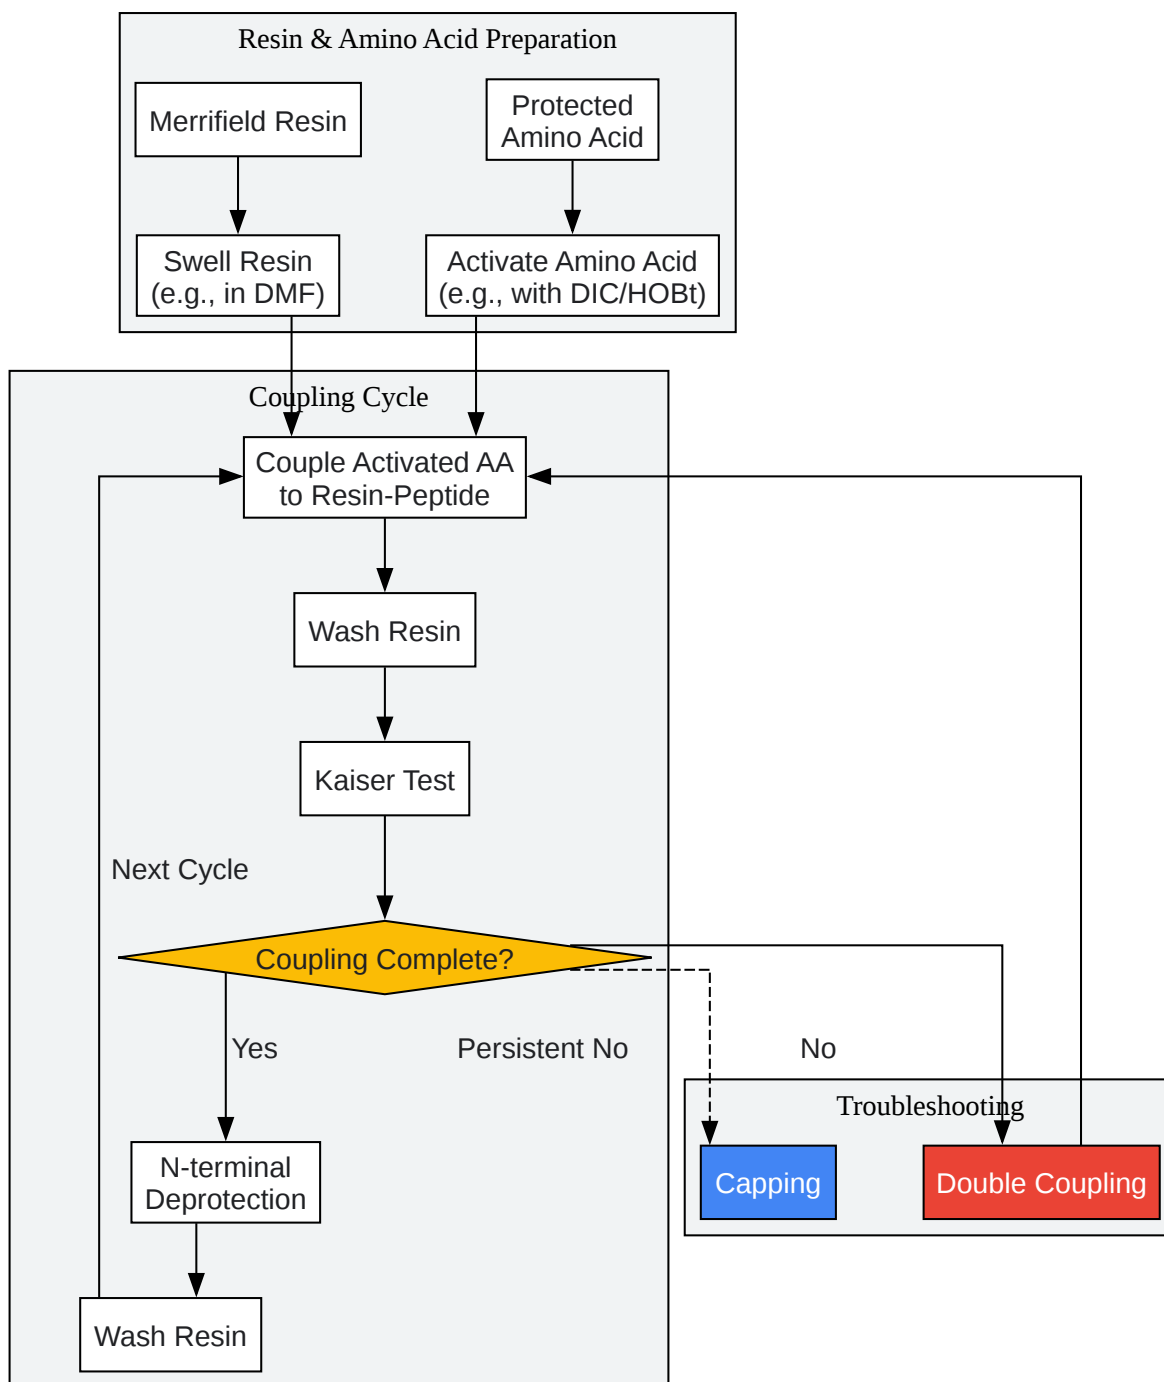 Resin & Amino Acid Preparation
Merrifield Resin
Protected
Amino Acid
Swell Resin
(e.g., in DMF)
Activate Amino Acid
(e.g., with DIC/HOBt)
Coupling Cycle
Couple Activated AA
to Resin-Peptide
Wash Resin
Kaiser Test
Next Cycle
Coupling Complete?
Yes
Persistent No
No
Troubleshooting
N-terminal
Deprotection
Capping
Double Coupling
Wash Resin